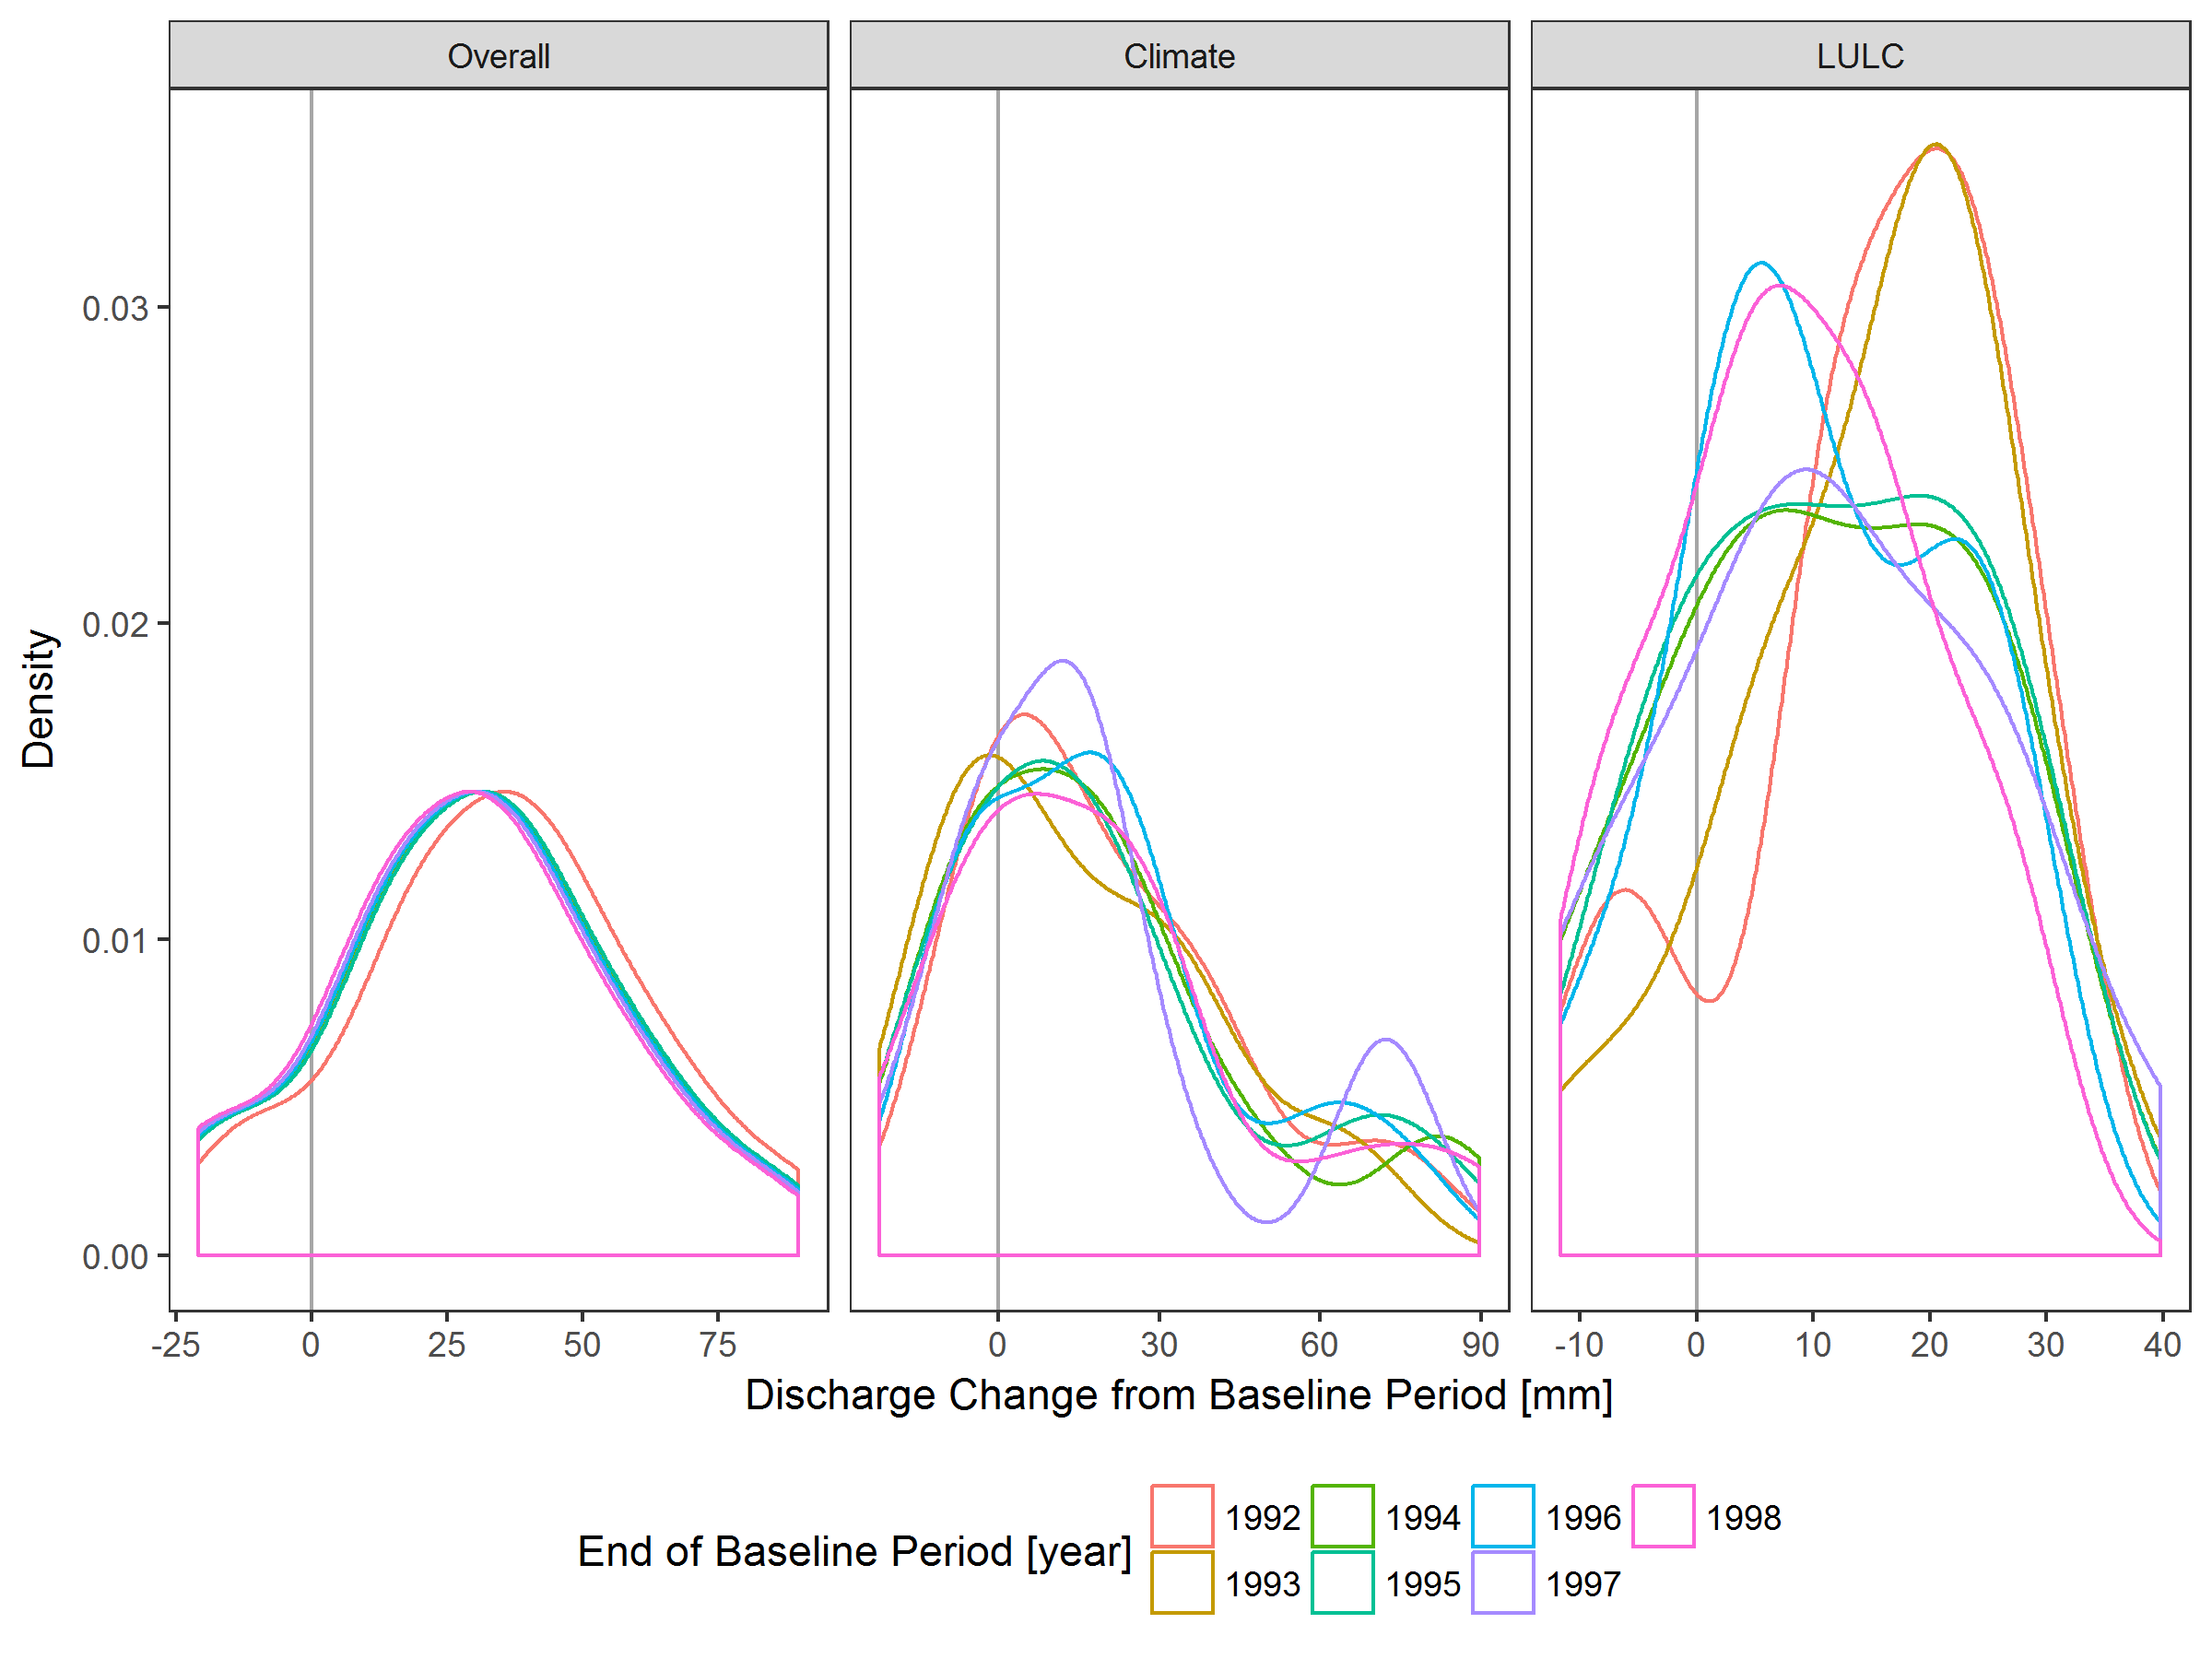 Overall Climate LULC
Density
0.03
0.02
0.01
0.00
-25 0 25 50 75 0 30 60 90 -10 0 10 20 30 40
Discharge Change from Baseline Period [mm]
End of Baseline Period [year]
1992 1994 1996 1998
1993 1995 1997